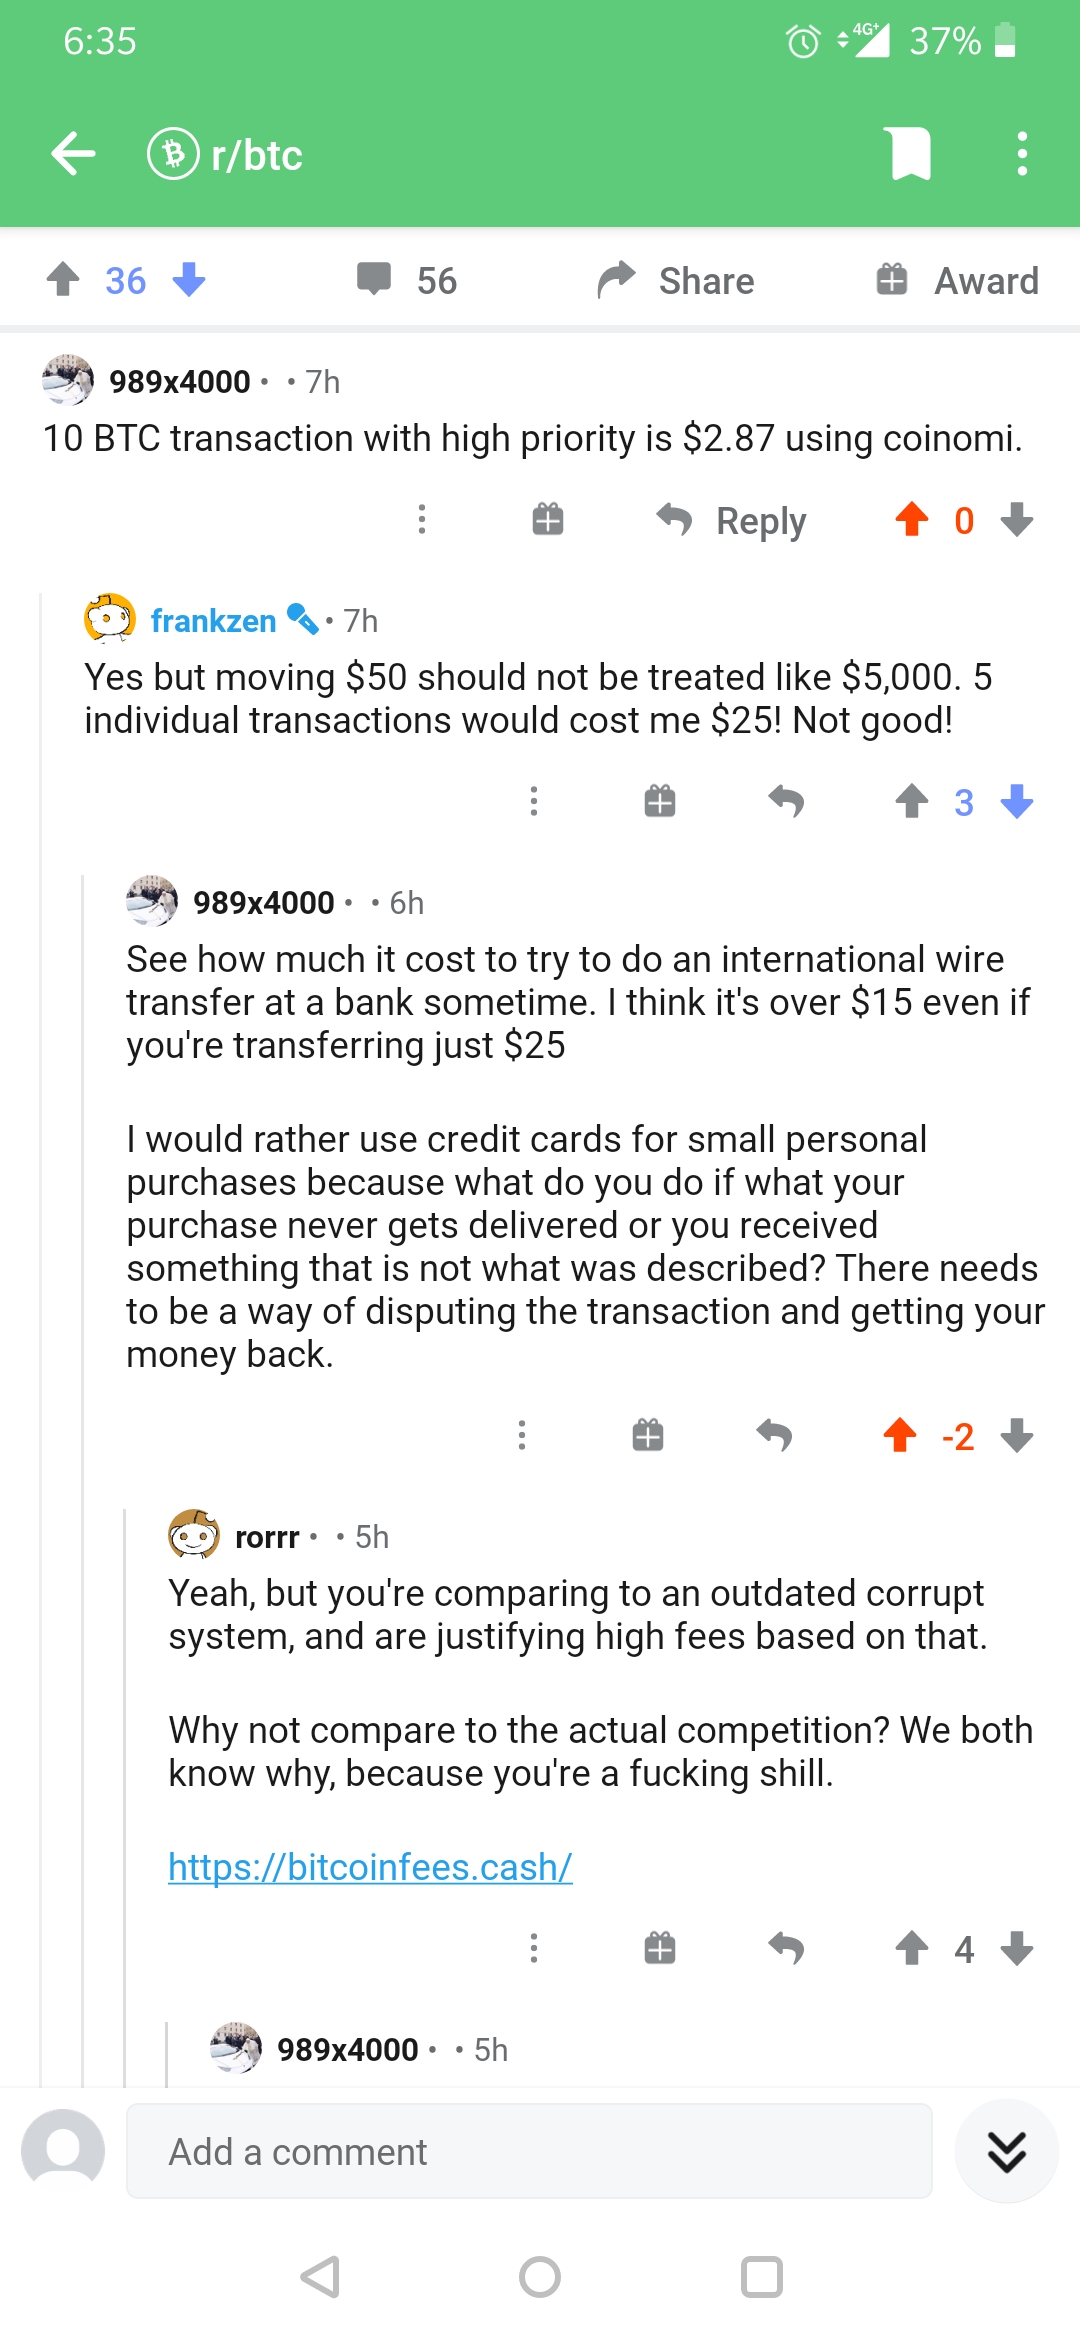 6:35
4G+ 37%
r/btc
36 56 Share Award
989x4000 • • 7h
10 BTC transaction with high priority is $2.87 using coinomi.
Reply 0
frankzen • 7h
Yes but moving $50 should not be treated like $5,000. 5
individual transactions would cost me $25! Not good!
3
989x4000 • • 6h
See how much it cost to try to do an international wire
transfer at a bank sometime. I think it's over $15 even if
you're transferring just $25
I would rather use credit cards for small personal
purchases because what do you do if what your
purchase never gets delivered or you received
something that is not what was described? There needs
to be a way of disputing the transaction and getting your
money back.
-2
rorrr • • 5h
Yeah, but you're comparing to an outdated corrupt
system, and are justifying high fees based on that.
Why not compare to the actual competition? We both
know why, because you're a fucking shill.
https://bitcoinfees.cash/
4
989x4000 • • 5h
Add a comment